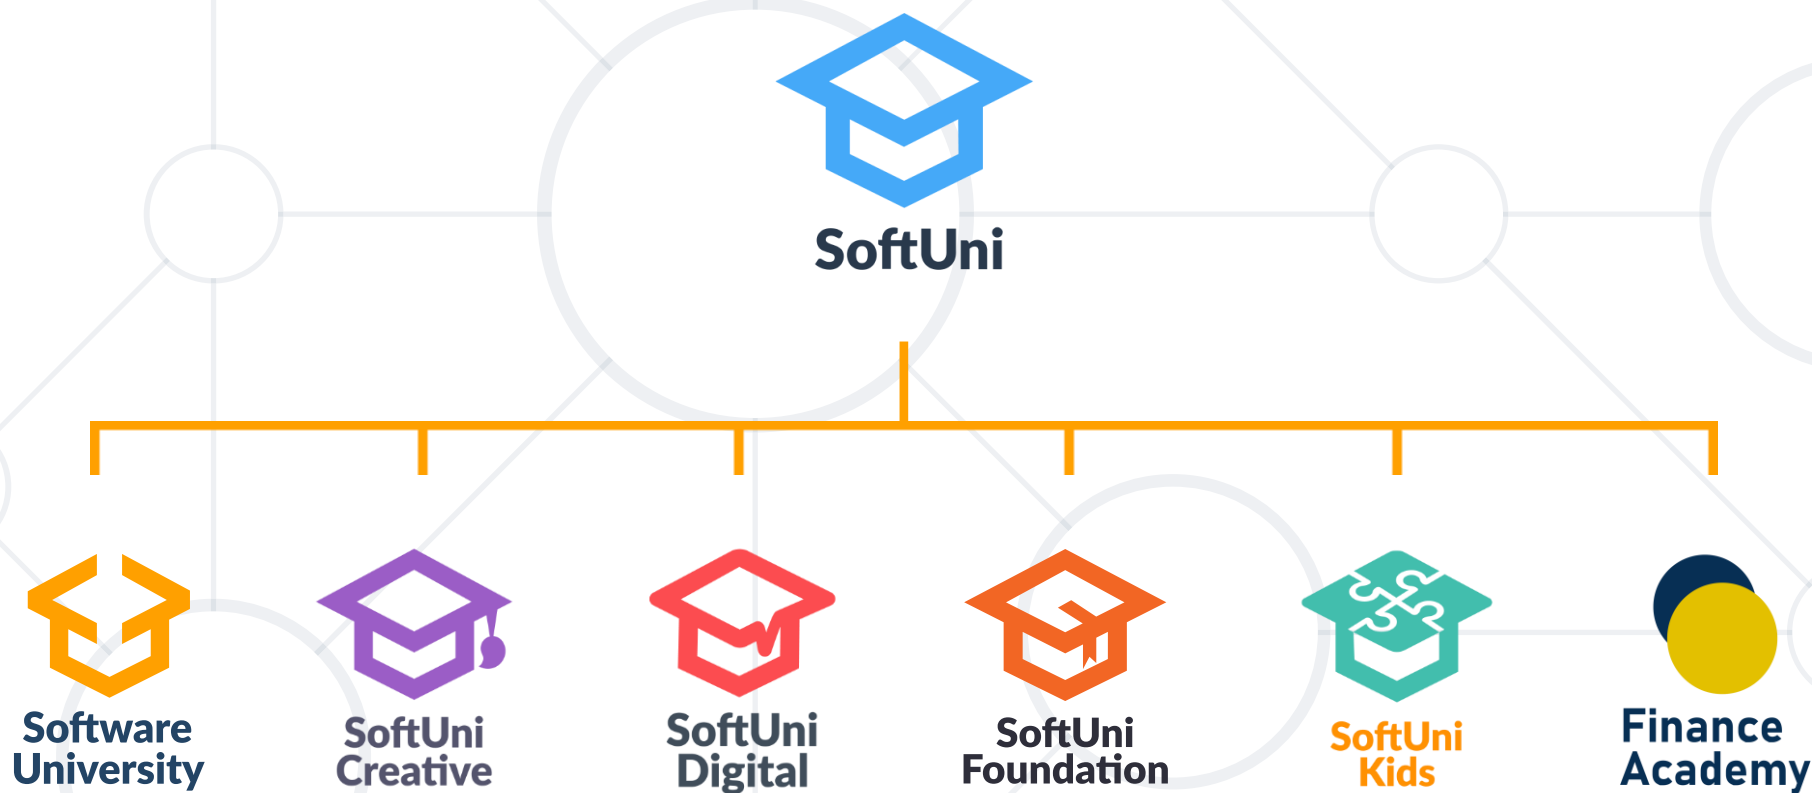 SoftUni
Software
University
SoftUni
Creative
SoftUni
Digital
SoftUni
Foundation
SoftUni
Kids
Finance
Academy